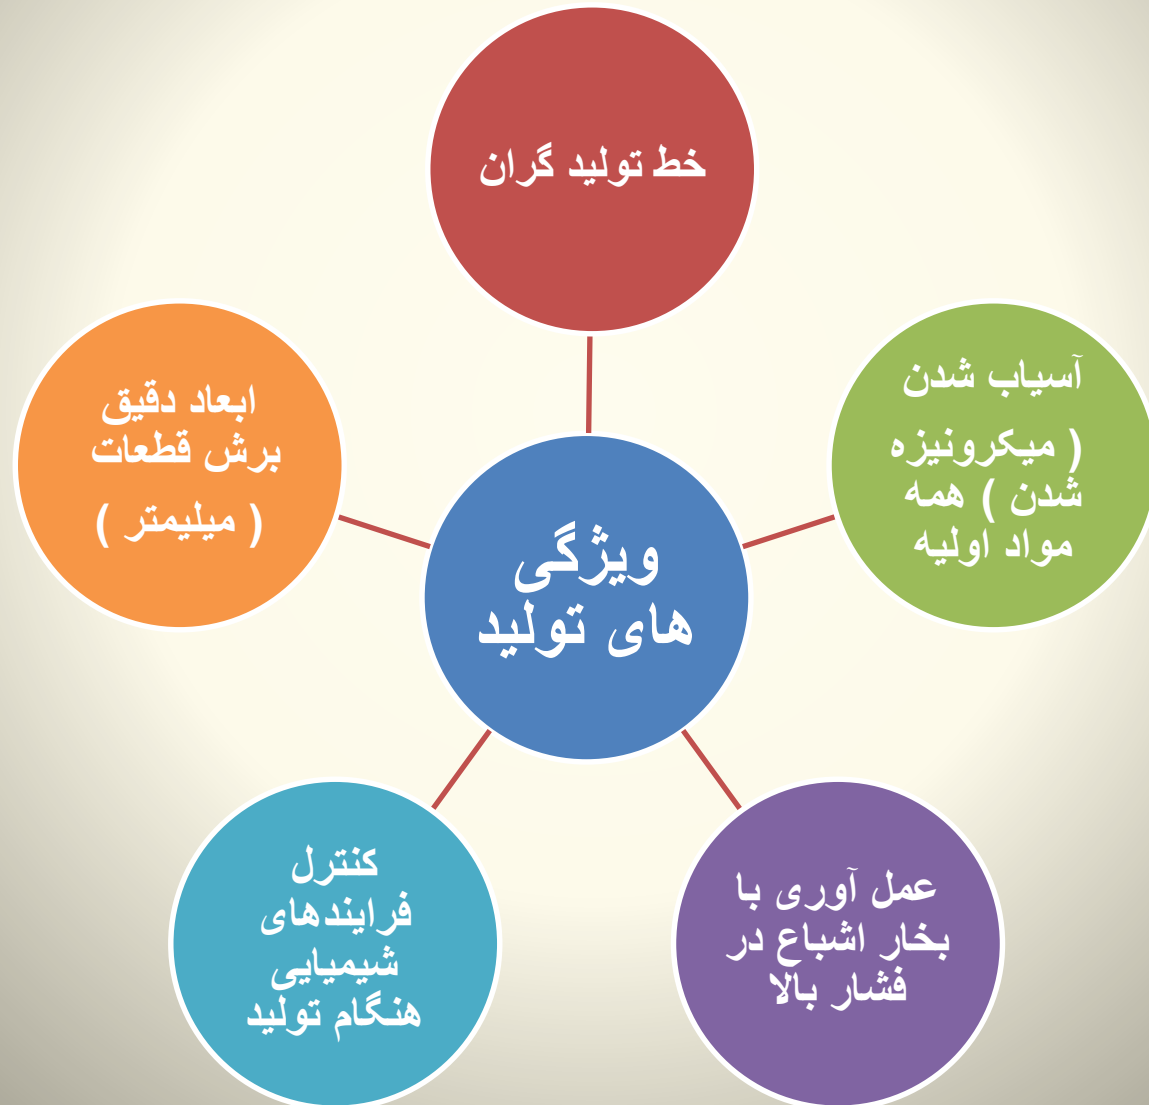 خط تولید گران
آسیاب شدن
( میکرونیزه
شدن ) همه
مواد اولیه
ابعاد دقیق
برش قطعات
( میلیمتر )
ویژگی
های تولید
عمل آوری با
بخار اشباع در
فشار بالا
کنترل
فرایندهای
شیمیایی
هنگام تولید